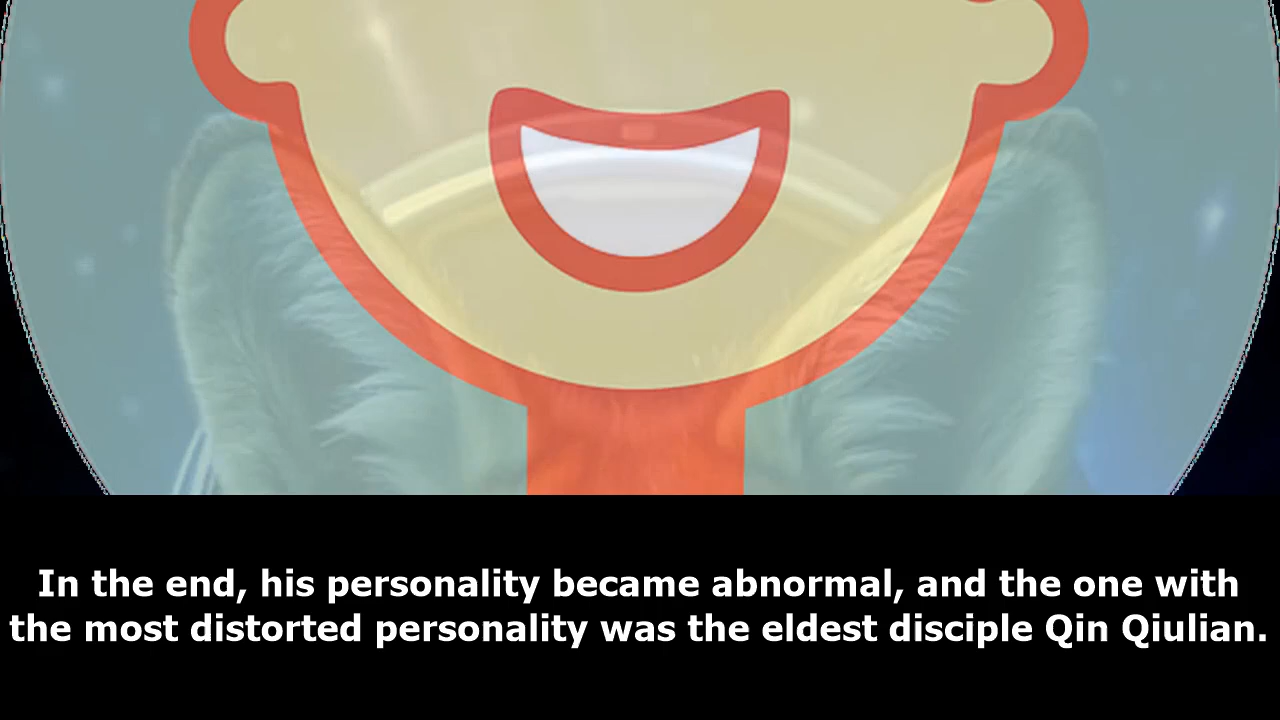 In the end, his personality became abnormal, and the one with
the most distorted personality was the eldest disciple Qin Qiulian.